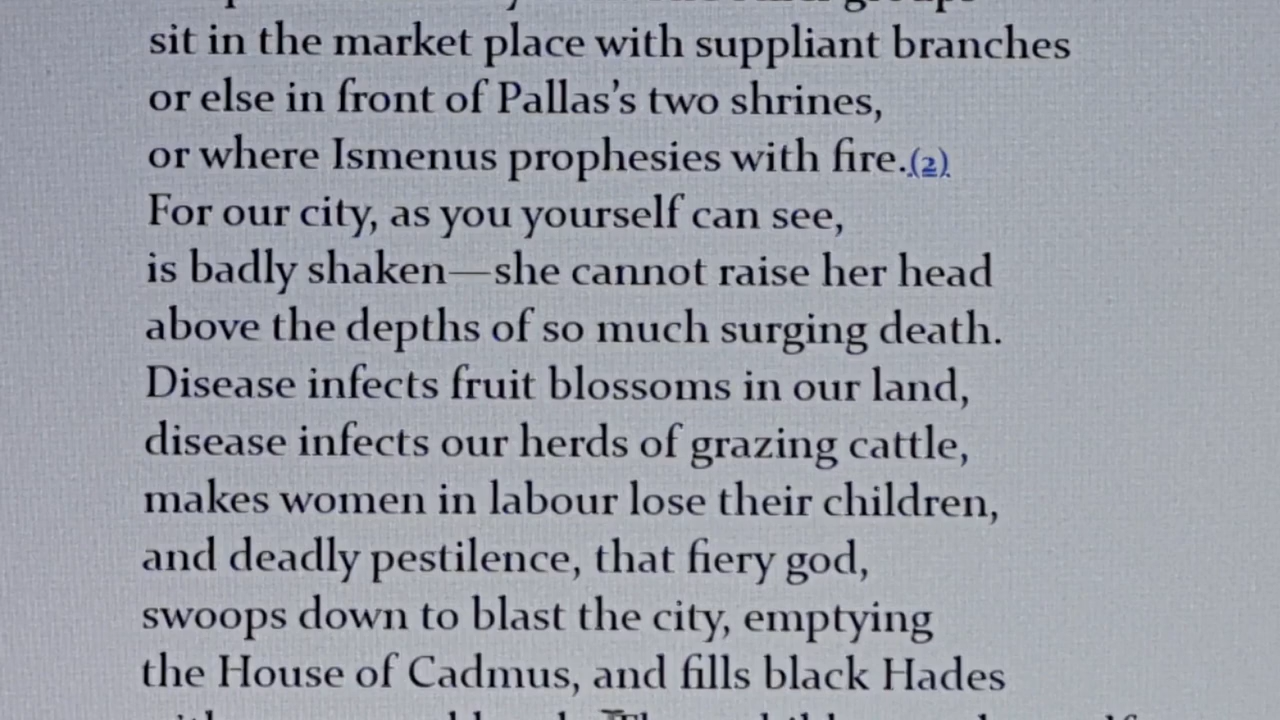 sit in the market place with suppliant branches
or else in front of Pallas’s two shrines,
or where Ismenus prophesies with fire.(2)
For our city, as you yourself can see,
is badly shaken—she cannot raise her head
above the depths of so much surging death.
Disease infects fruit blossoms in our land,
disease infects our herds of grazing cattle,
makes women in labour lose their children,
and deadly pestilence, that fiery god,
swoops down to blast the city, emptying
the House of Cadmus, and fills black Hades